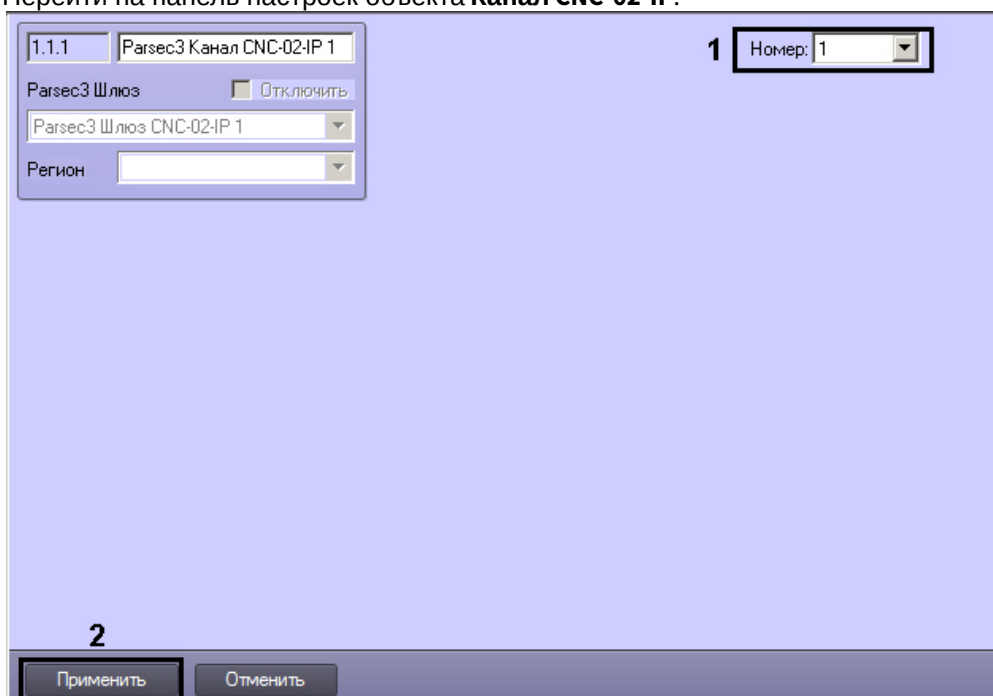 Перейти на панель настроек объекта Канал CNC-02-IP.
1.1.1 Parsec3 Канал CNC-02-IP 1
1 Номер: 1
Parsec3 Шлюз Отключить
Parsec3 Шлюз CNC-02-IP 1
Регион
2
Применить Отменить